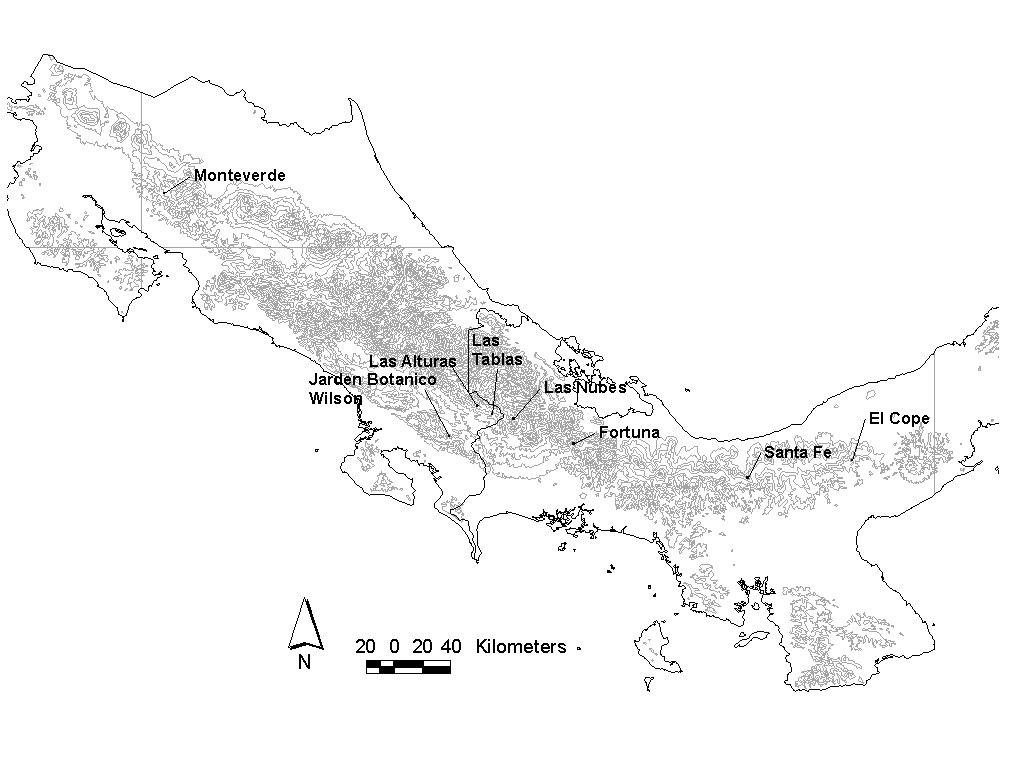 Monteverde
Las
Tablas
Las Alturas
Jarden Botanico
Wilson
Las Nubes
Fortuna
El Cope
Santa Fe
20 0 20 40 Kilometers
N